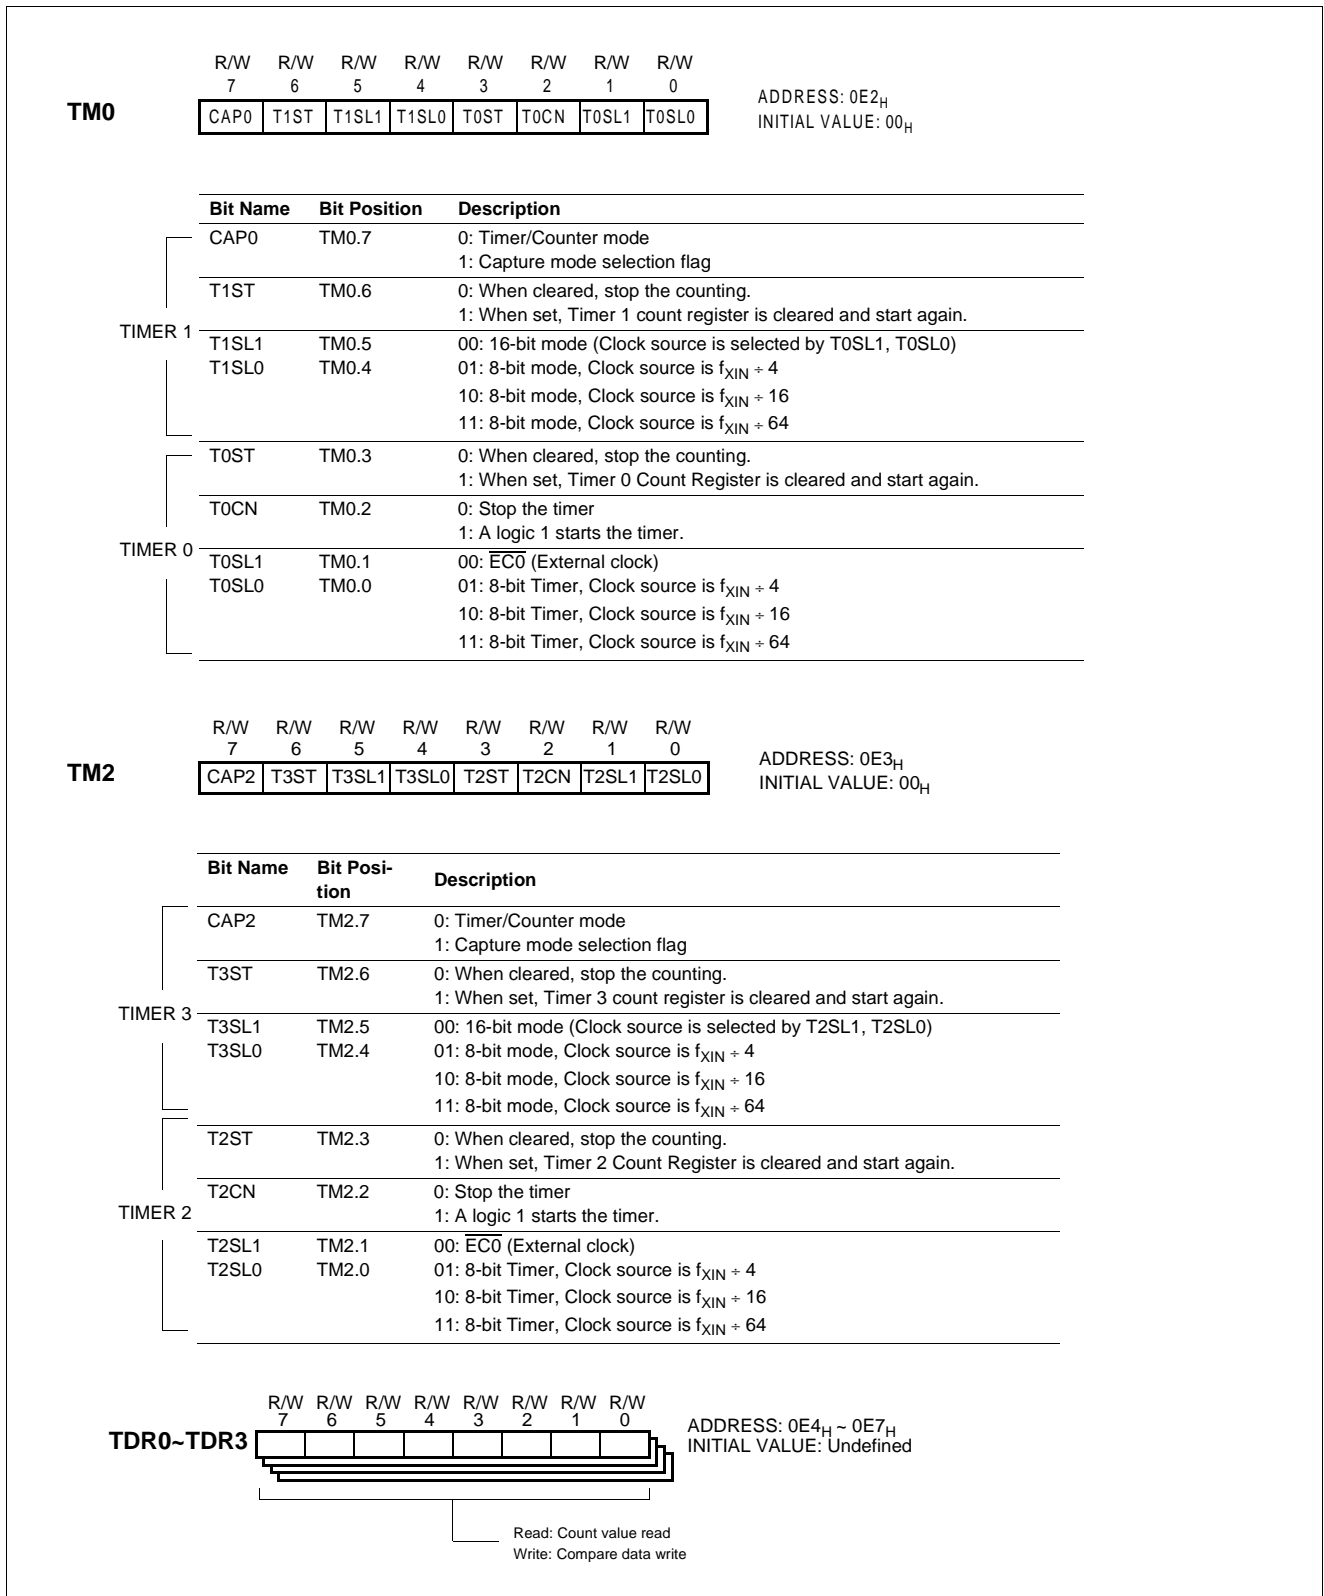 R/W R/W R/W R/W R/W R/W R/W R/W
7 6 5 4 3 2 1 0
TM0 CAP0 T1ST T1SL1 T1SL0 T0ST T0CN T0SL1 T0SL0
ADDRESS: 0E2H
INITIAL VALUE: 00H
Bit Name Bit Position Description
CAP0 TM0.7 0: Timer/Counter mode
1: Capture mode selection flag
T1ST TM0.6 0: When cleared, stop the counting.
1: When set, Timer 1 count register is cleared and start again.
TIMER 1
T1SL1 TM0.5 00: 16-bit mode (Clock source is selected by T0SL1, T0SL0)
T1SL0 TM0.4 01: 8-bit mode, Clock source is fXIN ÷ 4
10: 8-bit mode, Clock source is fXIN ÷ 16
11: 8-bit mode, Clock source is fXIN ÷ 64
T0ST TM0.3 0: When cleared, stop the counting.
1: When set, Timer 0 Count Register is cleared and start again.
T0CN TM0.2 0: Stop the timer
1: A logic 1 starts the timer.
TIMER 0
T0SL1 TM0.1 00: EC0 (External clock)
T0SL0 TM0.0 01: 8-bit Timer, Clock source is fXIN ÷ 4
10: 8-bit Timer, Clock source is fXIN ÷ 16
11: 8-bit Timer, Clock source is fXIN ÷ 64
R/W R/W R/W R/W R/W R/W R/W R/W
7 6 5 4 3 2 1 0
TM2 CAP2 T3ST T3SL1 T3SL0 T2ST T2CN T2SL1 T2SL0
ADDRESS: 0E3H
INITIAL VALUE: 00H
Bit Name Bit Posi-
tion Description
CAP2 TM2.7 0: Timer/Counter mode
1: Capture mode selection flag
T3ST TM2.6 0: When cleared, stop the counting.
1: When set, Timer 3 count register is cleared and start again.
TIMER 3
T3SL1 TM2.5 00: 16-bit mode (Clock source is selected by T2SL1, T2SL0)
T3SL0 TM2.4 01: 8-bit mode, Clock source is fXIN ÷ 4
10: 8-bit mode, Clock source is fXIN ÷ 16
11: 8-bit mode, Clock source is fXIN ÷ 64
T2ST TM2.3 0: When cleared, stop the counting.
1: When set, Timer 2 Count Register is cleared and start again.
T2CN TM2.2 0: Stop the timer
1: A logic 1 starts the timer.
TIMER 2
T2SL1 TM2.1 00: EC0 (External clock)
T2SL0 TM2.0 01: 8-bit Timer, Clock source is fXIN ÷ 4
10: 8-bit Timer, Clock source is fXIN ÷ 16
11: 8-bit Timer, Clock source is fXIN ÷ 64
R/W R/W R/W R/W R/W R/W R/W R/W
7 6 5 4 3 2 1 0
TDR0~TDR3
ADDRESS: 0E4H ~ 0E7H
INITIAL VALUE: Undefined
Read: Count value read
Write: Compare data write